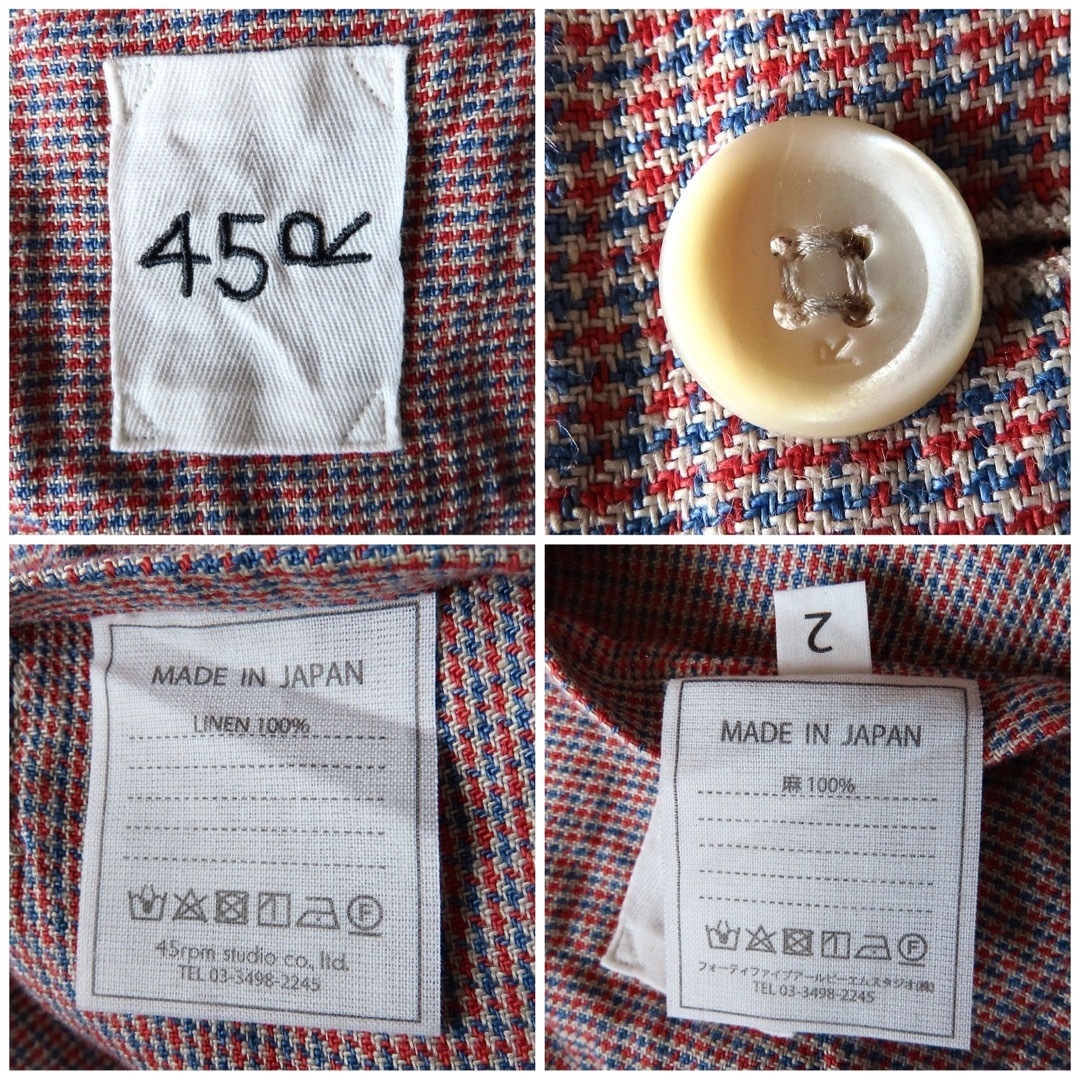 45R
R
MADE IN JAPAN
LINEN 100%
45rpm studio co., ltd.
TEL 03-3498-2245
2
MADE IN JAPAN
麻 100%
フォーティファイブアールピーエムスタジオ(株)
TEL 03-3498-2245